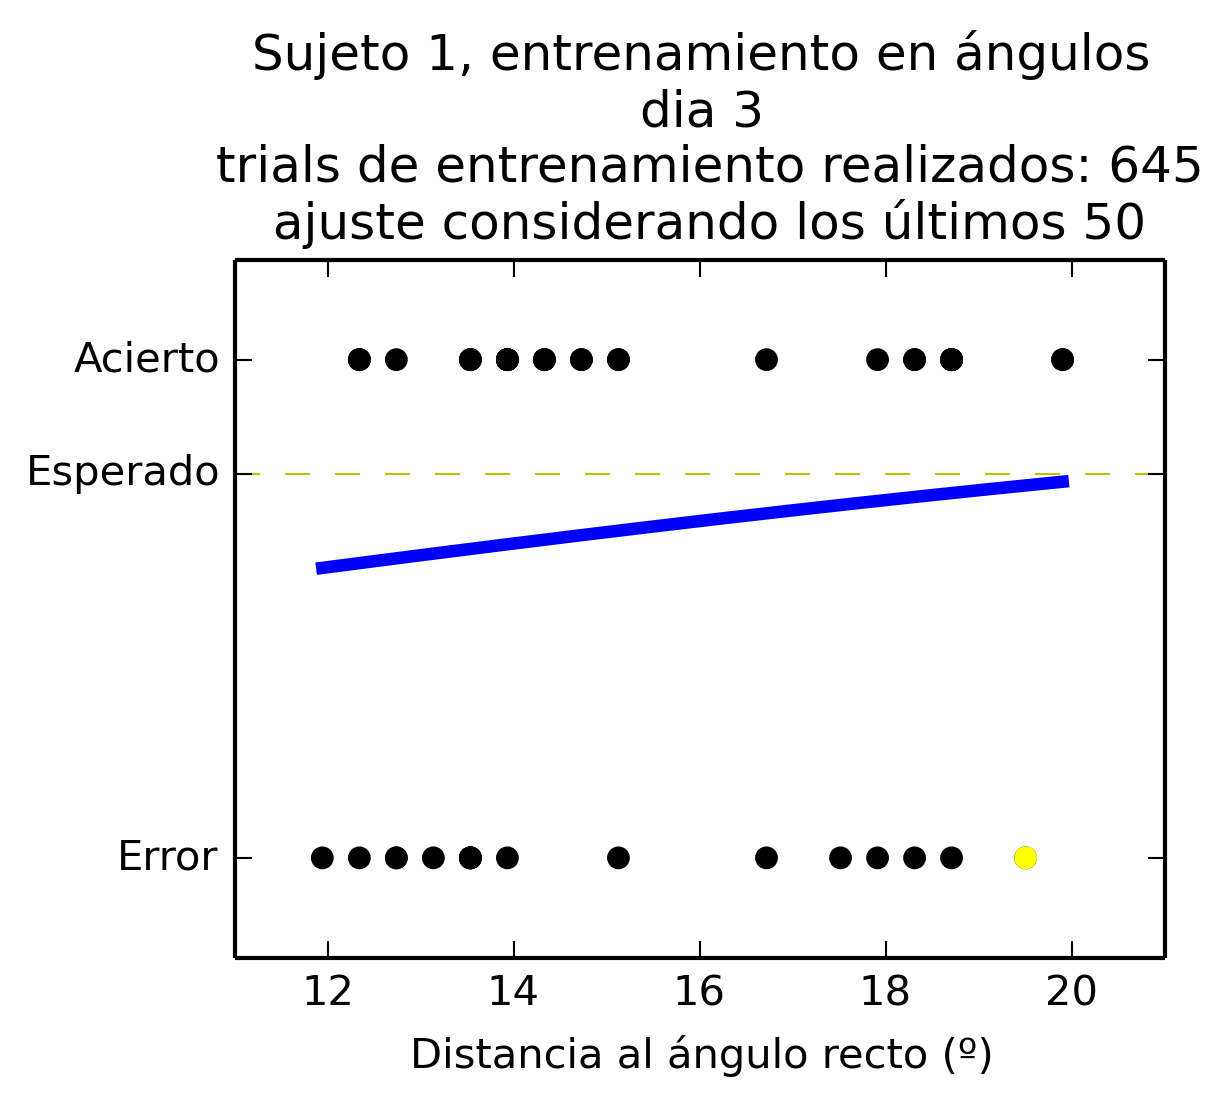 Sujeto 1, entrenamiento en ángulos
dia 3
trials de entrenamiento realizados: 645
ajuste considerando los últimos 50
Acierto
Esperado
Error
12 14 16 18 20
Distancia al ángulo recto (º)